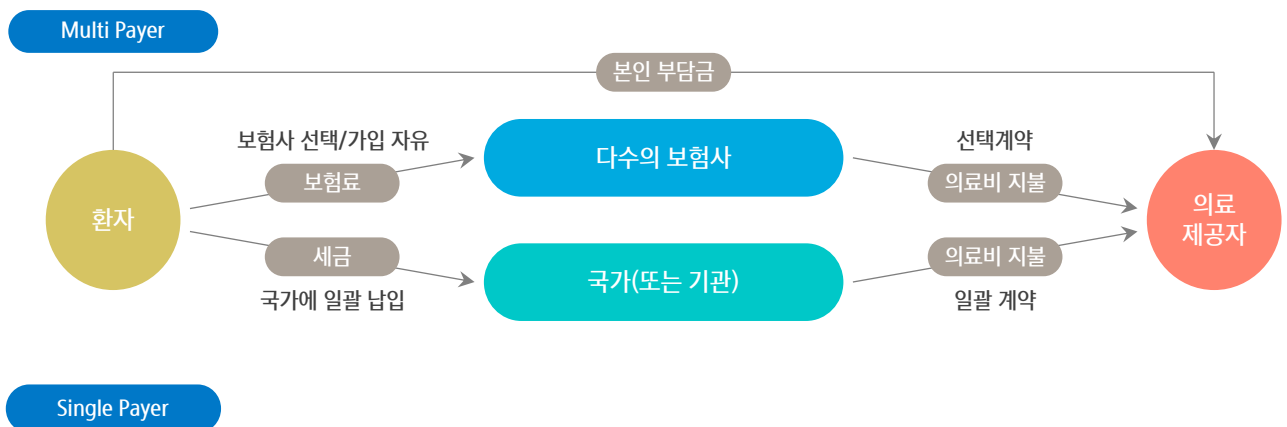 Multi Payer
본인 부담금
보험사 선택/가입 자유
다수의 보험사
선택계약
보험료
의료비 지불
환자
의료
제공자
세금
국가(또는 기관)
의료비 지불
국가에 일괄 납입
일괄 계약
Single Payer